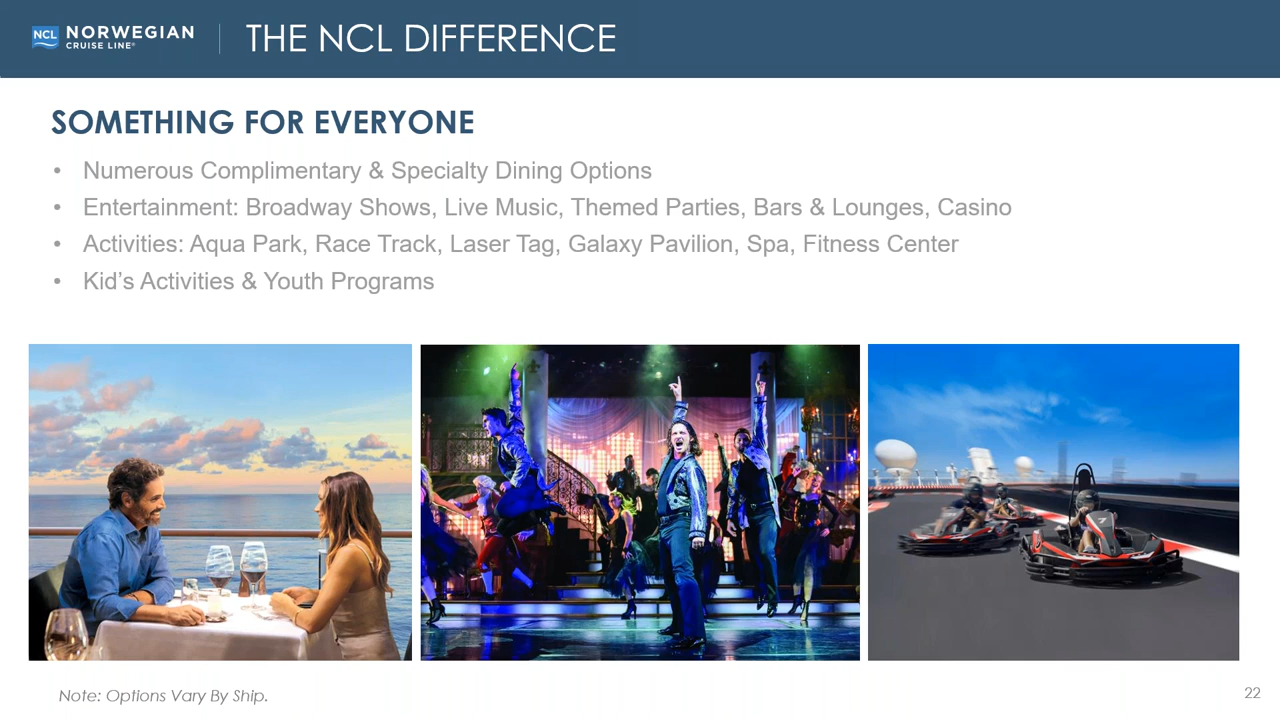 NCL NORWEGIAN
CRUISE LINE®
THE NCL DIFFERENCE
SOMETHING FOR EVERYONE
• Numerous Complimentary & Specialty Dining Options
• Entertainment: Broadway Shows, Live Music, Themed Parties, Bars & Lounges, Casino
• Activities: Aqua Park, Race Track, Laser Tag, Galaxy Pavilion, Spa, Fitness Center
• Kid’s Activities & Youth Programs
7
Note: Options Vary By Ship.
22